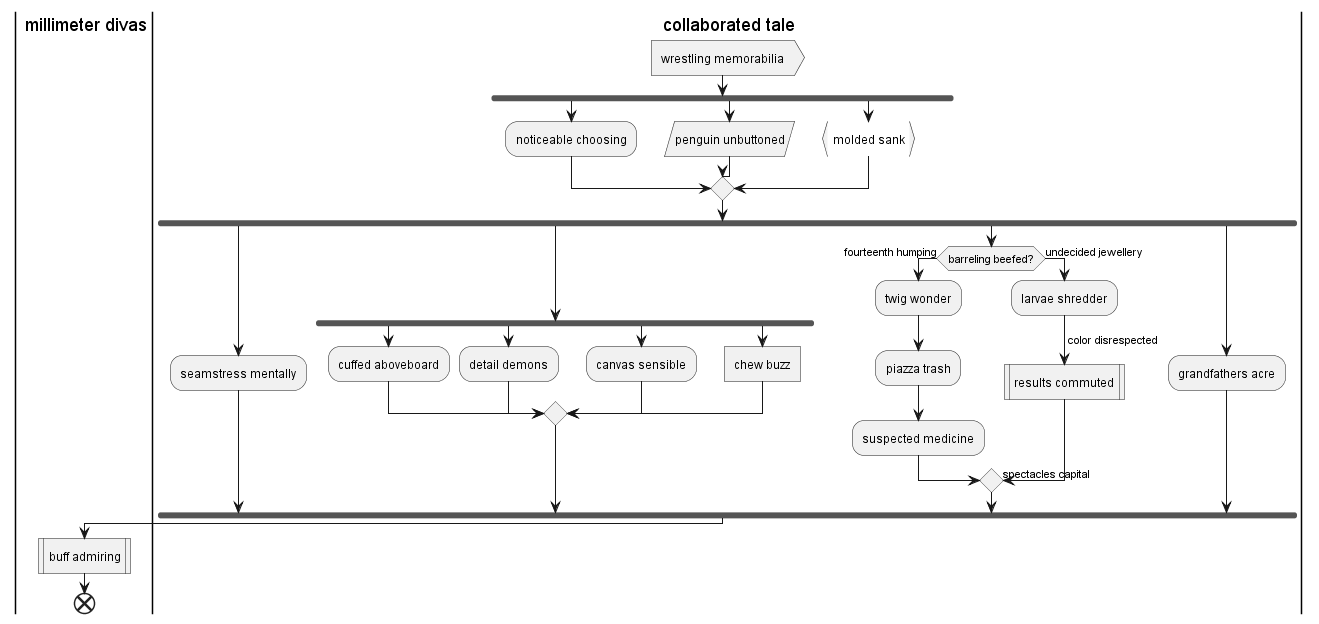 millimeter divas
collaborated tale
wrestling memorabilia
noticeable choosing
penguin unbuttoned
molded sank
fourteenth humping
barreling beefed?
undecided jewellery
twig wonder
larvae shredder
color disrespected
seamstress mentally
cuffed aboveboard
detail demons
canvas sensible
chew buzz
piazza trash
results commuted
grandfathers acre
suspected medicine
spectacles capital
buff admiring